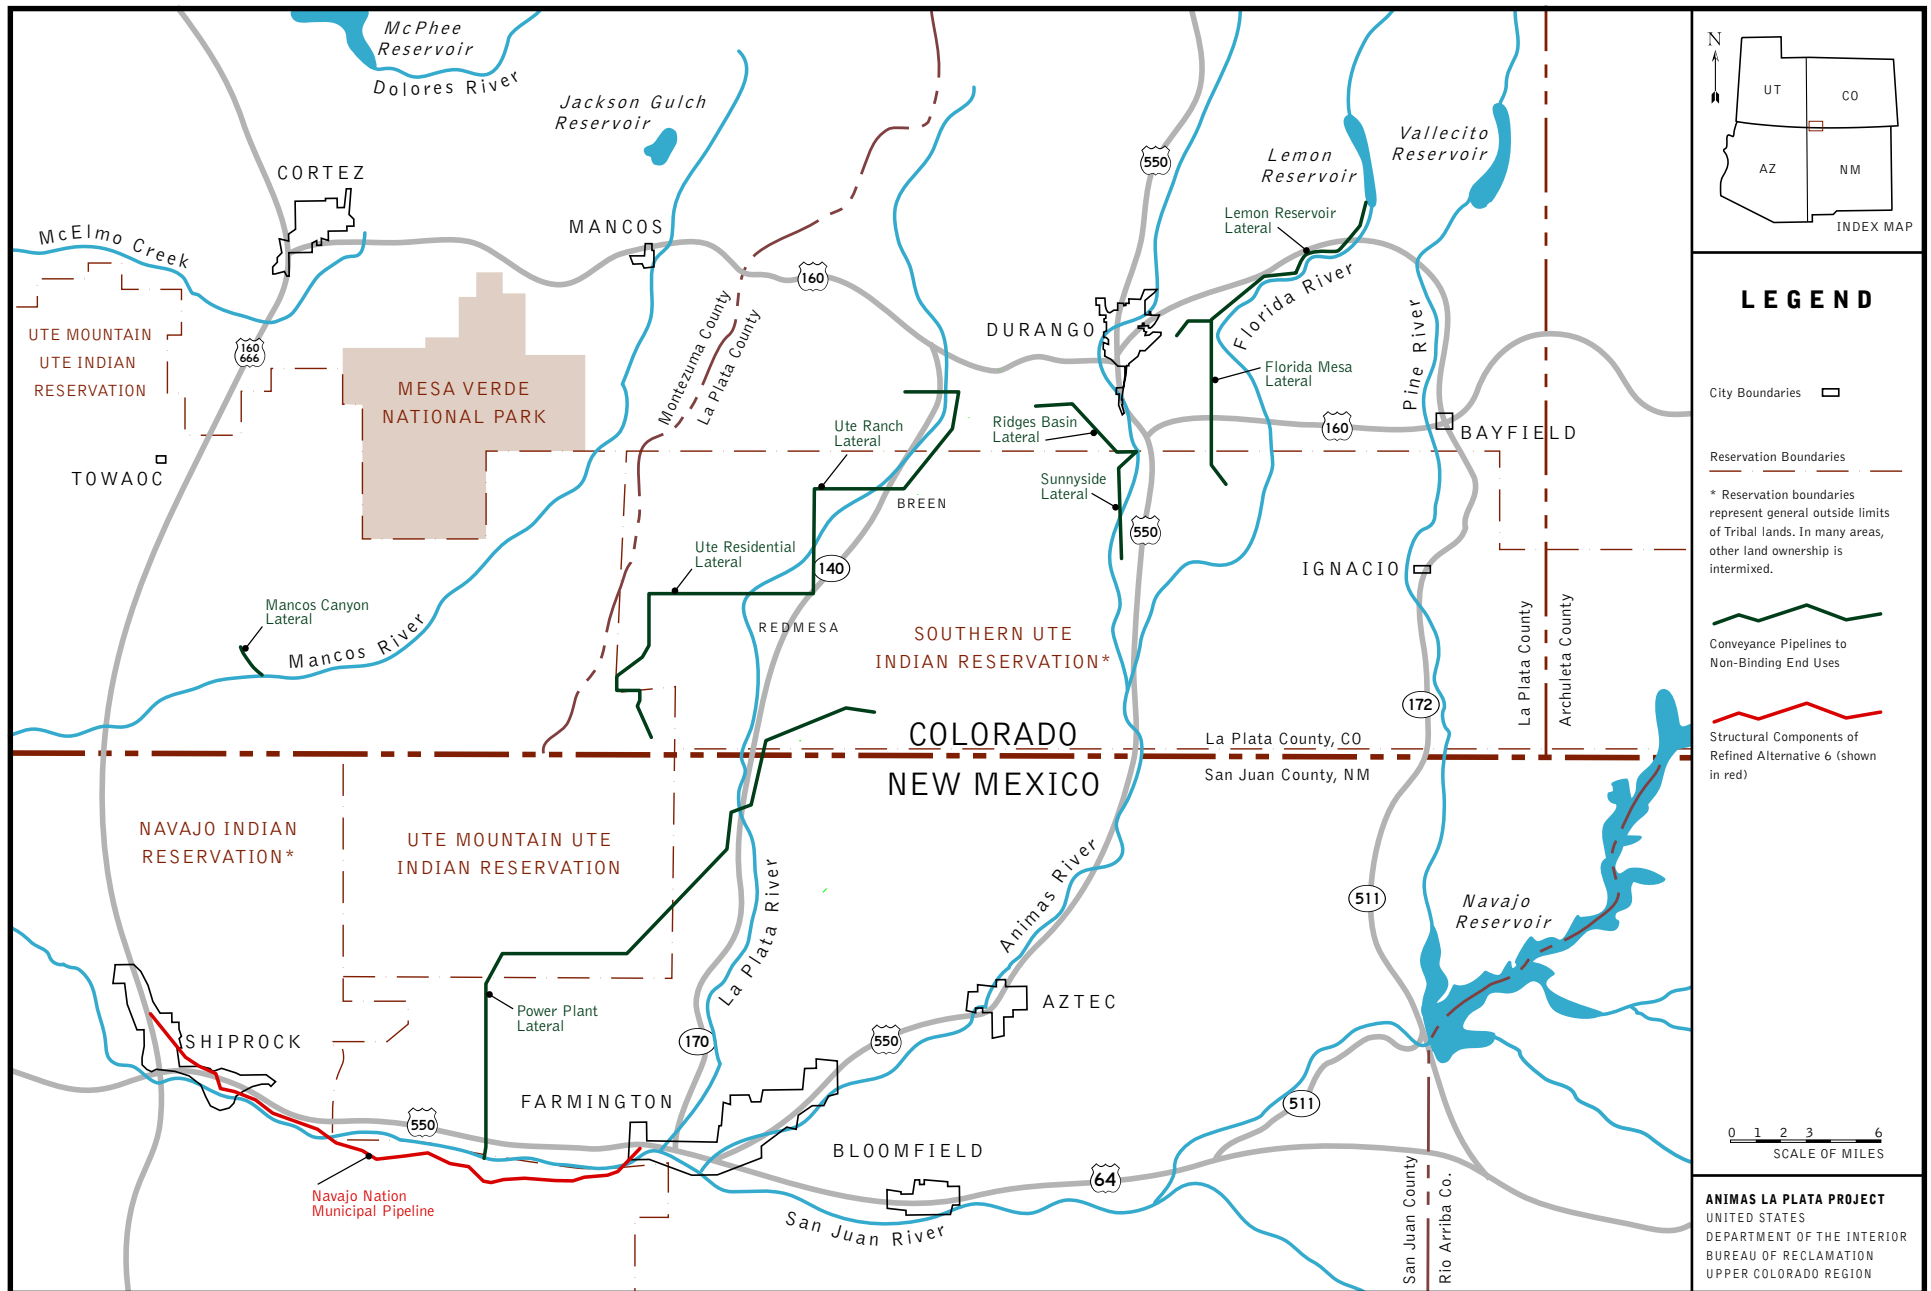 McPhee
Reservoir
Dolores River
Jackson Gulch
Reservoir
CORTEZ
McElmo Creek
MANCOS
550
Lemon
Reservoir
Vallecito
Reservoir
Lemon Reservoir
Lateral
160
UTE MOUNTAIN
UTE INDIAN
RESERVATION
160
666
MESA VERDE
NATIONAL PARK
Montezuma County
La Plata County
DURANGO
Florida River
Pine River
Florida Mesa
Lateral
Ute Ranch
Lateral
Ridges Basin
Lateral
160
BAYFIELD
TOWAOC
Sunnyside
Lateral
BREEN
550
Ute Residential
Lateral
140
IGNACIO
Mancos Canyon
Lateral
Mancos River
REDMESA
SOUTHERN UTE
INDIAN RESERVATION*
La Plata County
Archuleta County
172
COLORADO
NEW MEXICO
La Plata County, CO
San Juan County, NM
NAVAJO INDIAN
RESERVATION*
UTE MOUNTAIN UTE
INDIAN RESERVATION
La Plata River
Animas River
511
Navajo
Reservoir
AZTEC
Power Plant
Lateral
SHIPROCK
170
550
FARMINGTON
550
511
BLOOMFIELD
64
Navajo Nation
Municipal Pipeline
San Juan River
San Juan County
Rio Arriba Co.
N
UT
CO
AZ
NM
INDEX MAP
LEGEND
City Boundaries
Reservation Boundaries
* Reservation boundaries
represent general outside limits
of Tribal lands. In many areas,
other land ownership is
intermixed.
Conveyance Pipelines to
Non-Binding End Uses
Structural Components of
Refined Alternative 6 (shown
in red)
0 1 2 3 6
SCALE OF MILES
ANIMAS LA PLATA PROJECT
UNITED STATES
DEPARTMENT OF THE INTERIOR
BUREAU OF RECLAMATION
UPPER COLORADO REGION